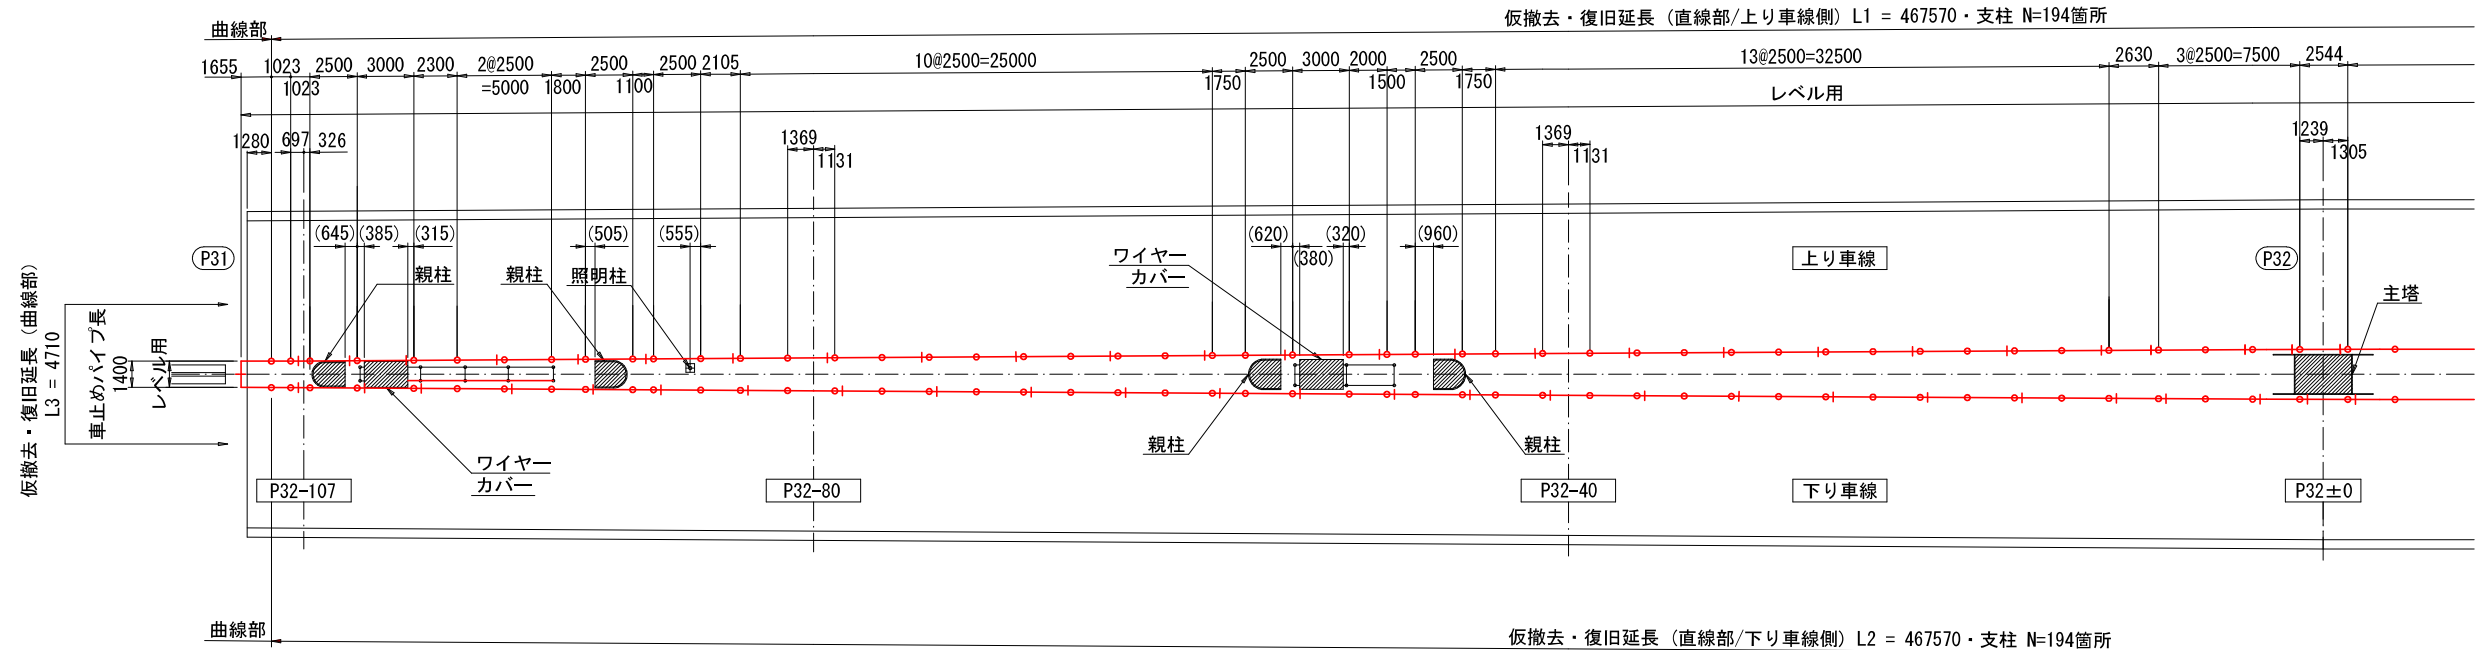 仮撤去・復旧延長 (直線部/上り車線側) L1 = 467570・支柱 N=194箇所
曲線部
1655 1023 2500 3000 2300 2@2500 2500 2500 2105 10@2500=25000 2500 3000 2000 2500 13@2500=32500 2630 3@2500=7500 2544
1023 =5000 1800 1100 1750 1500 1750
レベル用
1280 697 326 1369 1369 1239
1131 1131 1305
(645) (385) (315) (505) (555) (620) (320) (960)
(380)
P31 上り車線 P32
親柱 親柱 照明柱 ワイヤー
カバー
主塔
仮撤去・復旧延長 (曲線部)
L3 = 4710
車止めパイプ長
1400
レベル用
親柱 親柱
ワイヤー
カバー
P32-107 P32-80 P32-40 下り車線 P32±0
曲線部
仮撤去・復旧延長 (直線部/下り車線側) L2 = 467570・支柱 N=194箇所